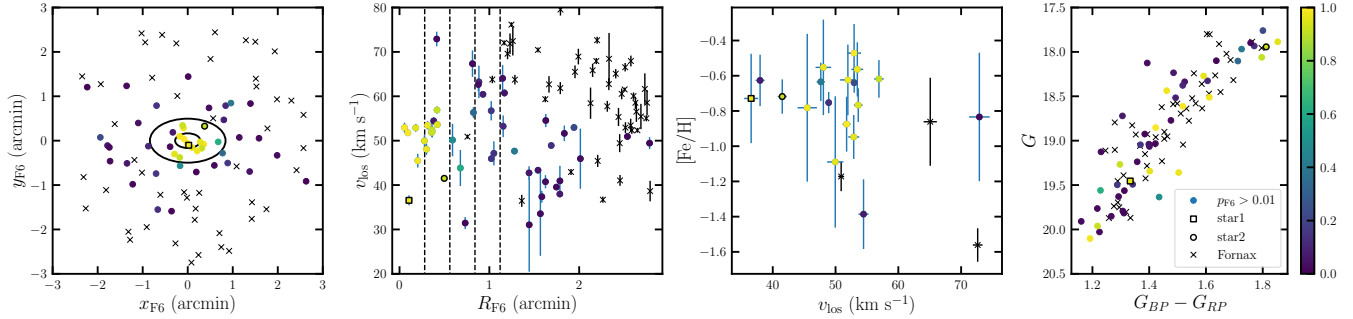 3
2
1
0
−1
−2
−3
y_F6 (arcmin)
−3 −2 −1 0 1 2 3
x_F6 (arcmin)
80
70
60
50
40
30
20
v_los (km s⁻¹)
0 1 2
R_F6 (arcmin)
−0.4
−0.6
−0.8
−1.0
−1.2
−1.4
−1.6
[Fe/H]
40 50 60 70
v_los (km s⁻¹)
17.5
18.0
18.5
19.0
19.5
20.0
20.5
G
1.2 1.4 1.6 1.8
G_BP − G_RP
p_F6 > 0.01
star1
star2
Fornax
1.0
0.8
0.6
0.4
0.2
0.0